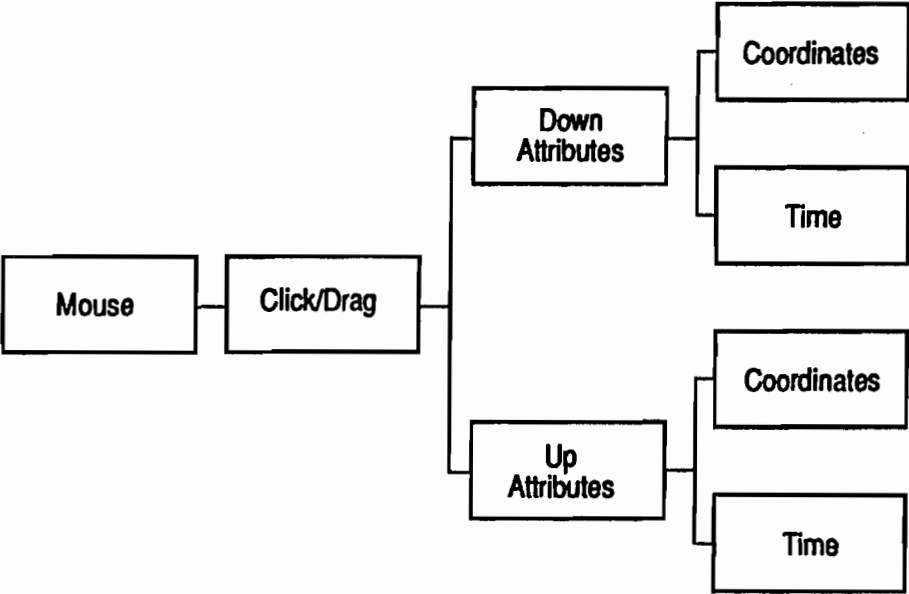 Mouse
Click/Drag
Down
Attributes
Coordinates
Time
Up
Attributes
Coordinates
Time